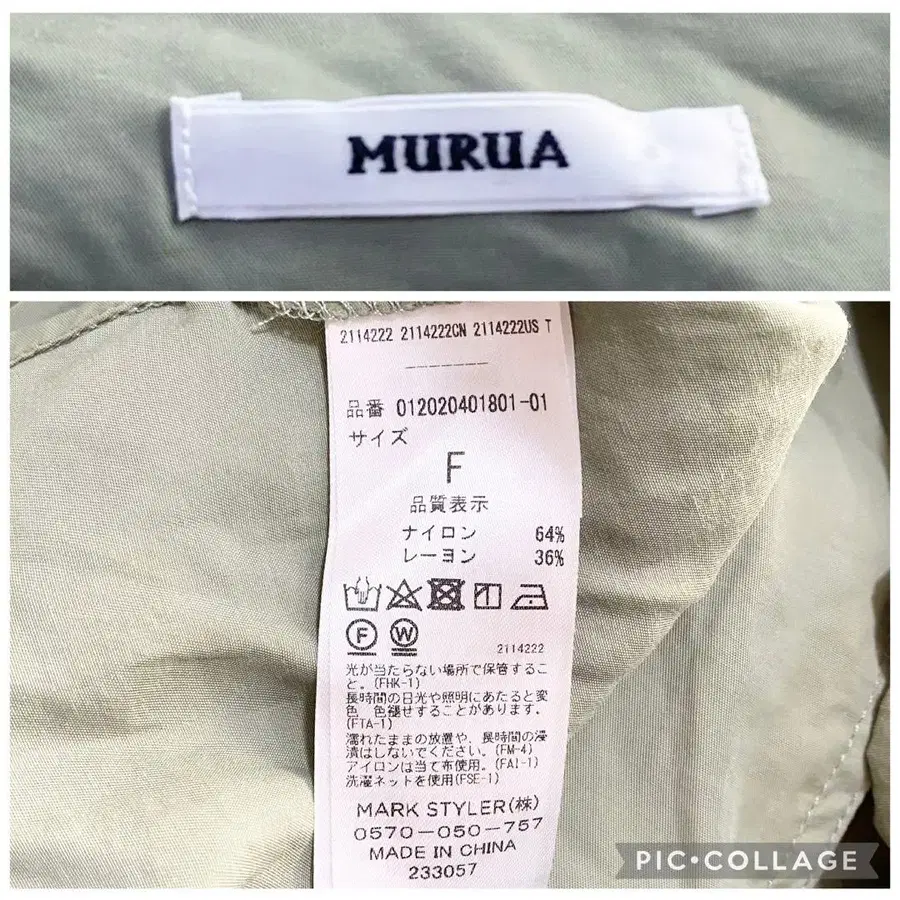 MURUA
2114222 2114222CN 2114222US T
-------
品番 012020401801-01
サイズ
F
品質表示
ナイロン 64%
レーヨン 36%
F W
2114222
光が当たらない場所で保管するこ
と。(FHK-1)
長時間の日光や照明にあたると変
色 色褪せすることがあります。
(FTA-1)
濡れたままの放置や、長時間の浸
漬はしないでください。(FM-4)
アイロンは当て布使用。(FAI-1)
洗濯ネットを使用(FSE-1)
MARK STYLER(株)
0570-050-757
MADE IN CHINA
233057
PIC•COLLAGE